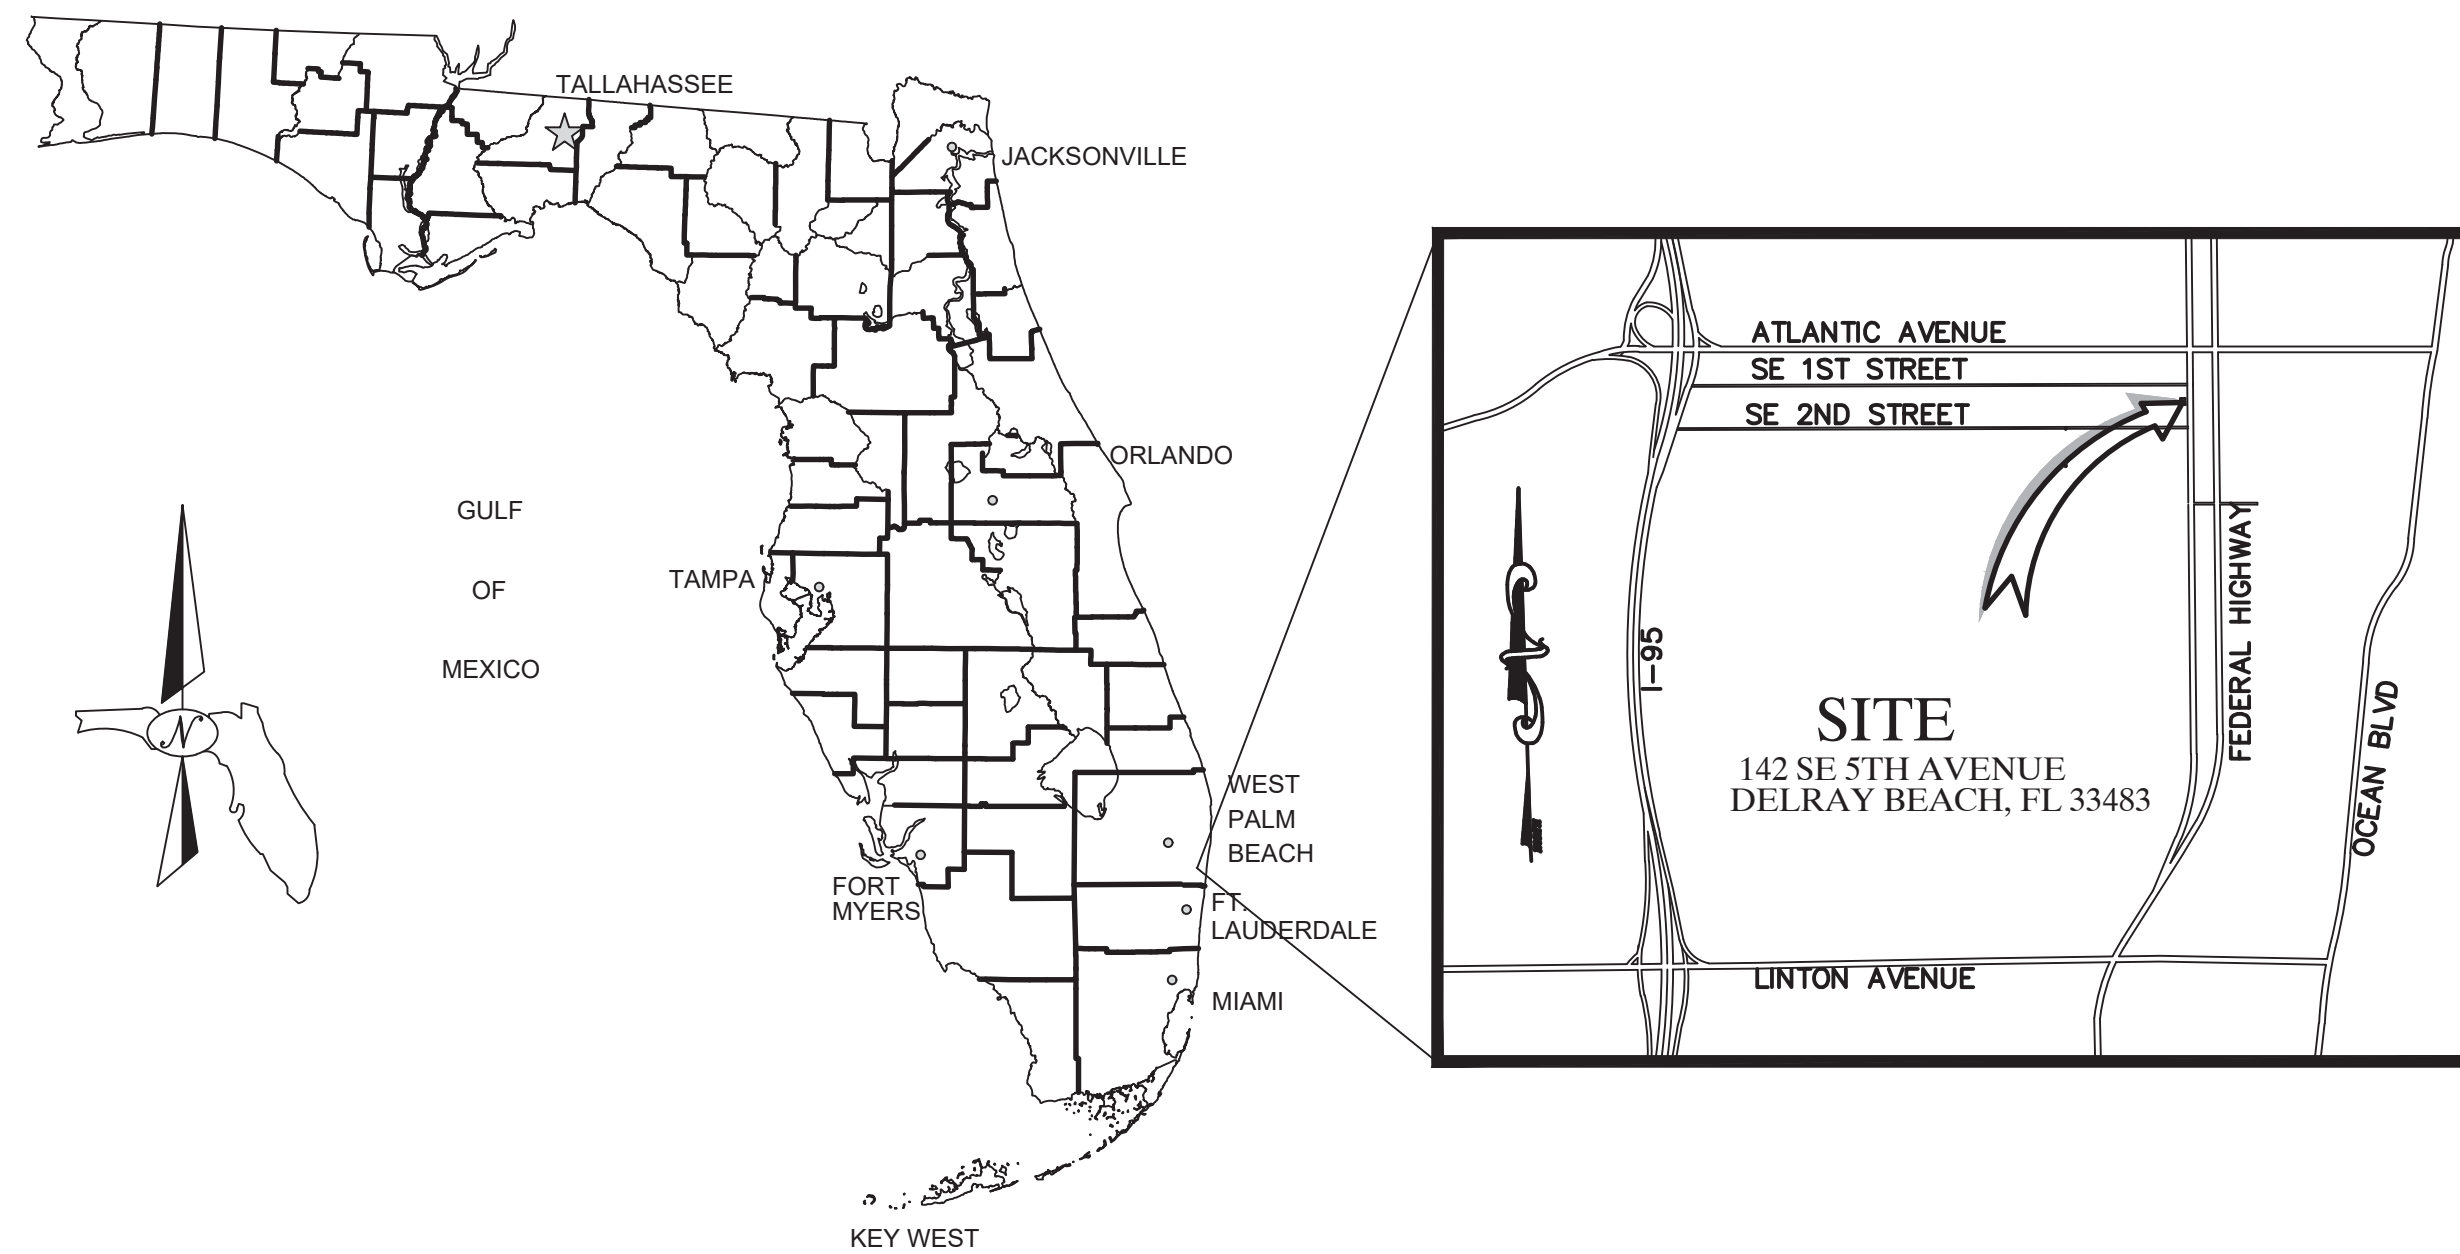 TALLAHASSEE
JACKSONVILLE
ORLANDO
GULF
OF
MEXICO
TAMPA
WEST
PALM
BEACH
FORT
MYERS
FT.
LAUDERDALE
MIAMI
KEY WEST
N
ATLANTIC AVENUE
SE 1ST STREET
SE 2ND STREET
I-95
FEDERAL HIGHWAY
OCEAN BLVD
SITE
142 SE 5TH AVENUE
DELRAY BEACH, FL 33483
LINTON AVENUE